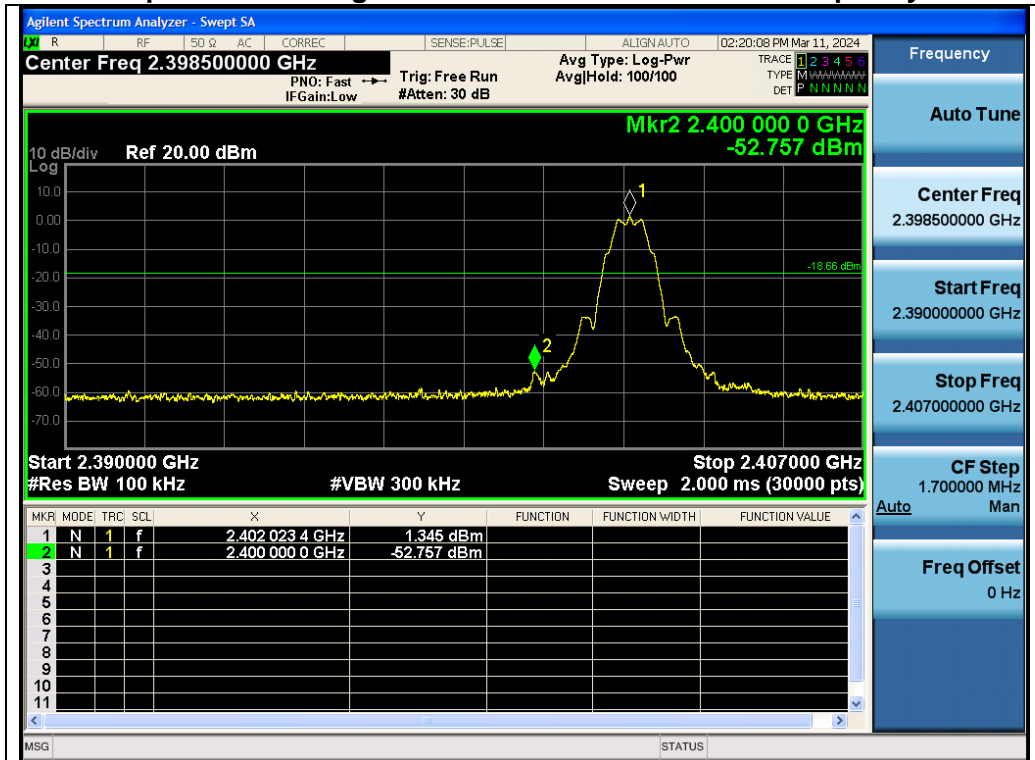 Agilent Spectrum Analyzer - Swept SA
LXI R RF 50 Ω AC CORREC SENSE:PULSE ALIGN AUTO 02:20:08 PM Mar 11, 2024
Center Freq 2.398500000 GHz
PNO: Fast
IFGain:Low
Trig: Free Run
#Atten: 30 dB
Avg Type: Log-Pwr
Avg|Hold: 100/100
TRACE 1 2 3 4 5 6
TYPE M
DET P N N N N N
Mkr2 2.400 000 0 GHz
-52.757 dBm
10 dB/div Ref 20.00 dBm
Log
10.0
0.00
-10.0
-20.0
-30.0
-40.0
-50.0
-60.0
-70.0
1
-18.66 dBm
2
Start 2.390000 GHz Stop 2.407000 GHz
#Res BW 100 kHz #VBW 300 kHz Sweep 2.000 ms (30000 pts)
MKR MODE TRC SCL X Y FUNCTION FUNCTION WIDTH FUNCTION VALUE
1 N 1 f 2.402 023 4 GHz 1.345 dBm
2 N 1 f 2.400 000 0 GHz -52.757 dBm
3
4
5
6
7
8
9
10
11
MSG STATUS
Frequency
Auto Tune
Center Freq
2.398500000 GHz
Start Freq
2.390000000 GHz
Stop Freq
2.407000000 GHz
CF Step
1.700000 MHz
Auto Man
Freq Offset
0 Hz